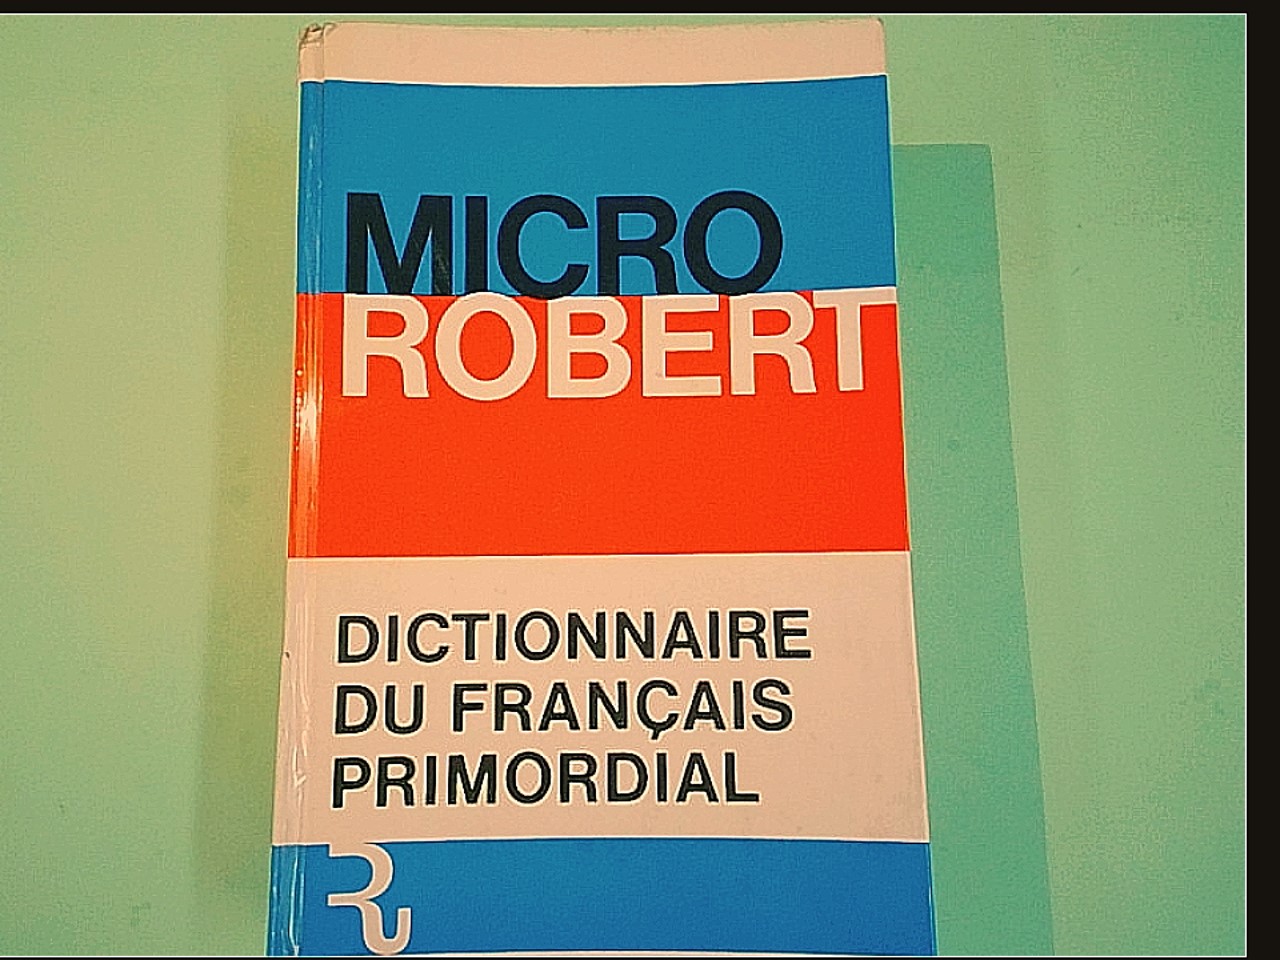 MICRO
ROBERT
DICTIONNAIRE
DU FRANÇAIS
PRIMORDIAL
R